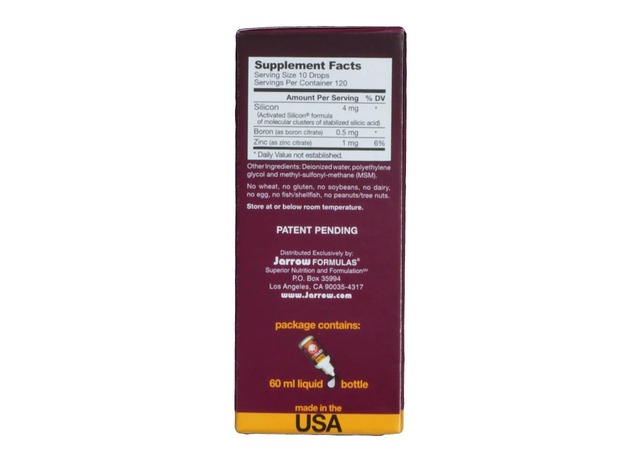 Supplement Facts
Serving Size 10 Drops
Servings Per Container 120
Amount Per Serving % DV
Silicon 4 mg *
(Activated Silicon® formula
of molecular clusters of stabilized silicic acid)
Boron (as boron citrate) 0.5 mg *
Zinc (as zinc citrate) 1 mg 6%
* Daily Value not established.
Other Ingredients: Deionized water, polyethylene
glycol and methyl-sulfonyl-methane (MSM).
No wheat, no gluten, no soybeans, no dairy,
no egg, no fish/shellfish, no peanuts/tree nuts.
Store at or below room temperature.
PATENT PENDING
Distributed Exclusively by:
Jarrow FORMULAS®
Superior Nutrition and Formulation℠
P.O. Box 35994
Los Angeles, CA 90035-4317
www.Jarrow.com
package contains:
60 ml liquid bottle
made in the
USA